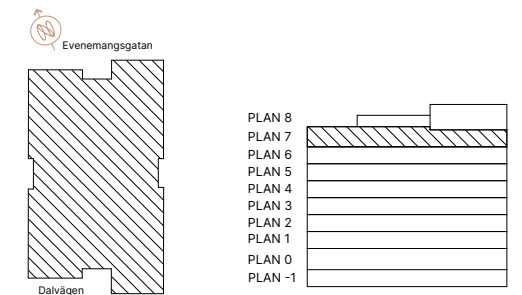 Evenemangsgatan
Dalvägen
PLAN 8
PLAN 7
PLAN 6
PLAN 5
PLAN 4
PLAN 3
PLAN 2
PLAN 1
PLAN 0
PLAN -1